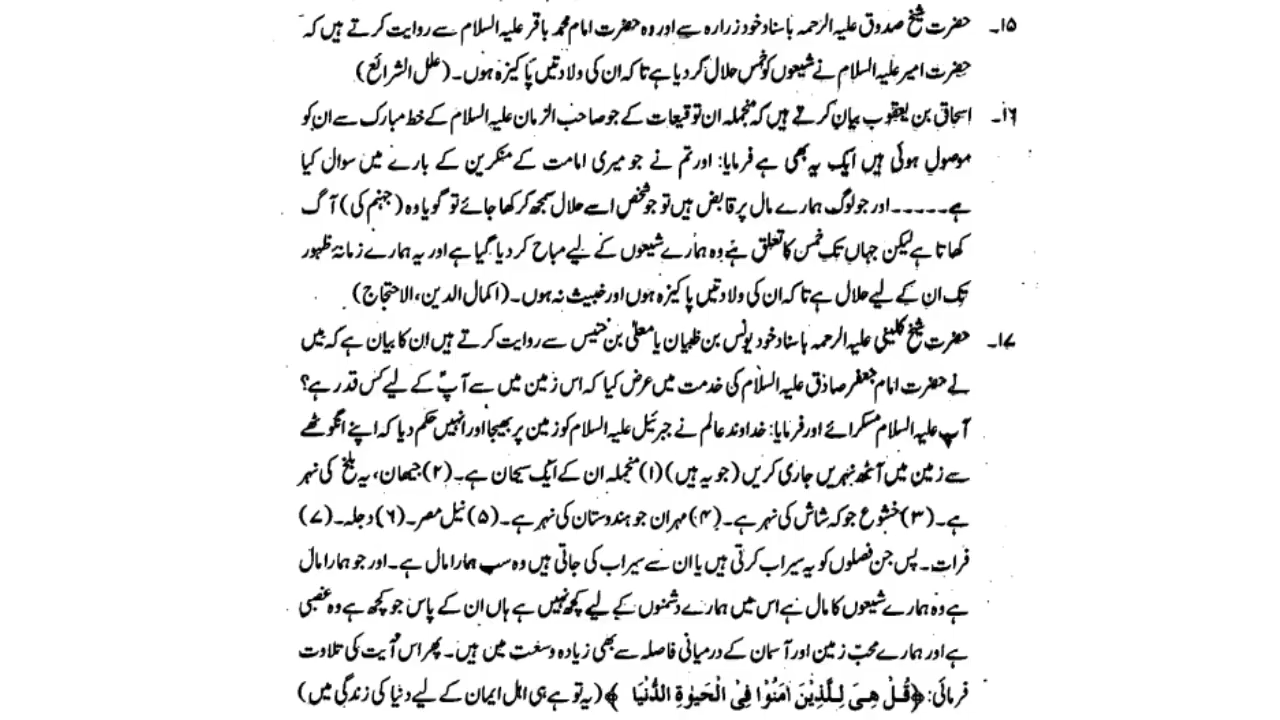 ۱۵۔ حضرت شیخ صدوق علیہ الرحمہ باسناد خود زرارہ سے اور وہ حضرت امام محمد باقر علیہ السلام سے روایت کرتے ہیں کہ
حضرت امیر علیہ السلام نے شیعوں کو خمس حلال کر دیا ہے تا کہ ان کی ولادتیں پاکیزہ ہوں۔ (علل الشرائع)
۱۶۔ اسحاق بن یعقوب بیان کرتے ہیں کہ منجملہ ان توقیعات کے جو صاحب الزمان علیہ السلام کے خط مبارک سے ان کو
موصول ہوئی ہیں ایک یہ بھی ہے فرمایا: اور تم نے جو میری امامت کے منکرین کے بارے میں سوال کیا
ہے۔۔۔۔۔ اور جو لوگ ہمارے مال پر قابض ہیں تو جو شخص اسے حلال سمجھ کر کھا جائے تو گویا وہ (جہنم کی) آگ
کھاتا ہے لیکن جہاں تک خمس کا تعلق ہے وہ ہمارے شیعوں کے لیے مباح کر دیا گیا ہے اور یہ ہمارے زمانۂ ظہور
تک ان کے لیے حلال ہے تا کہ ان کی ولادتیں پاکیزہ ہوں اور خبیث نہ ہوں۔ (اکمال الدین، الاحتجاج)
۱۷۔ حضرت شیخ کلینی علیہ الرحمہ باسناد خود یونس بن ظبیان یا معلیٰ بن خنیس سے روایت کرتے ہیں ان کا بیان ہے کہ میں
نے حضرت امام جعفر صادق علیہ السلام کی خدمت میں عرض کیا کہ اس زمین میں سے آپؑ کے لیے کس قدر ہے؟
آپ علیہ السلام مسکرائے اور فرمایا: خداوند عالم نے جبرئیل علیہ السلام کو زمین پر بھیجا اور انہیں حکم دیا کہ اپنے انگوٹھے
سے زمین میں آٹھ نہریں جاری کریں (جو یہ ہیں) (۱) منجملہ ان کے ایک سیحان ہے۔ (۲) جیحان، یہ بلخ کی نہر
ہے۔ (۳) خشوع جو کہ شاش کی نہر ہے۔ (۴) مہران جو ہندوستان کی نہر ہے۔ (۵) نیل مصر۔ (۶) دجلہ۔ (۷)
فرات۔ پس جن فصلوں کو یہ سیراب کرتی ہیں یا ان سے سیراب کی جاتی ہیں وہ سب ہمارا مال ہے۔ اور جو ہمارا مال
ہے وہ ہمارے شیعوں کا مال ہے اس میں ہمارے دشمنوں کے لیے کچھ نہیں ہے ہاں ان کے پاس جو کچھ ہے وہ غصبی
ہے اور ہمارے محبّ زمین اور آسمان کے درمیانی فاصلہ سے بھی زیادہ وسعت میں ہیں۔ پھر اس آیت کی تلاوت
فرمائی: ﴿قُلْ هِیَ لِلَّذِیْنَ اٰمَنُوْا فِی الْحَیٰوةِ الدُّنْیَا﴾ (یہ تو ہے ہی اہل ایمان کے لیے دنیا کی زندگی میں)